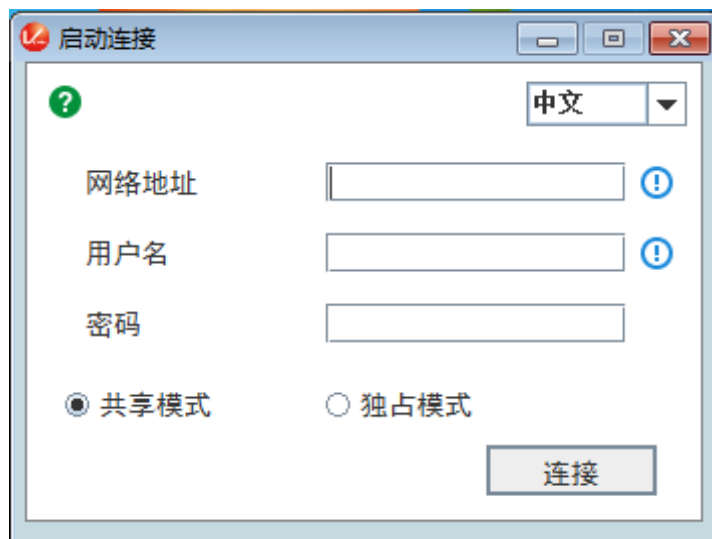 启动连接
中文
网络地址
用户名
密码
共享模式 独占模式
连接